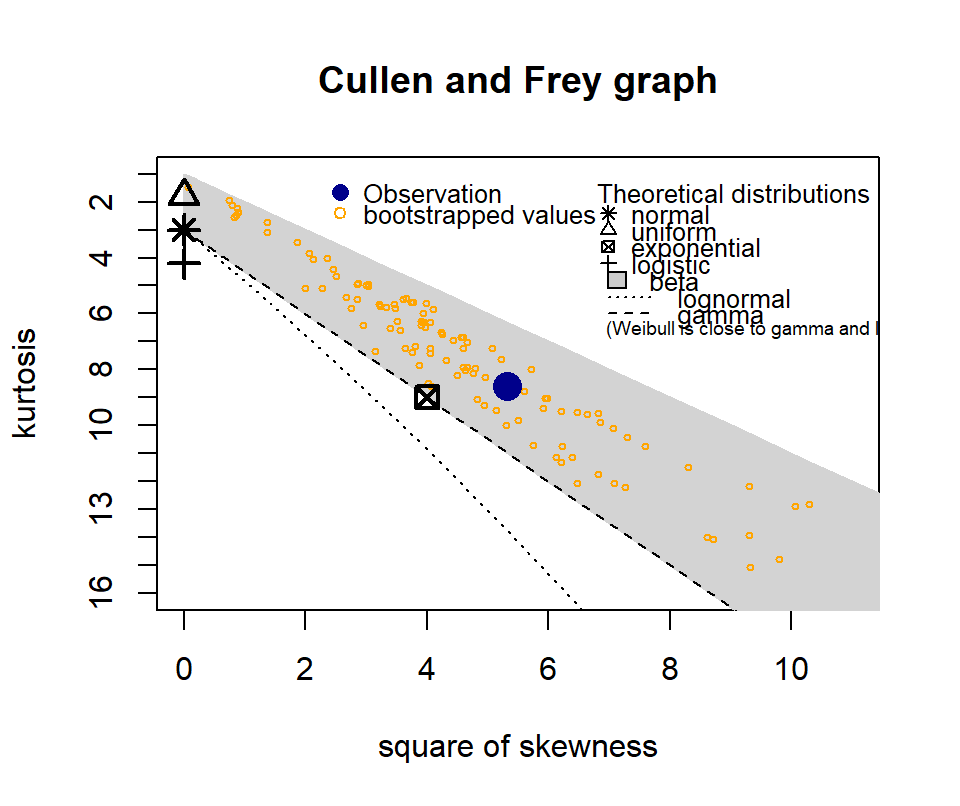 Cullen and Frey graph
Observation
bootstrapped values
Theoretical distributions
normal
uniform
exponential
logistic
beta
lognormal
gamma
(Weibull is close to gamma and l
kurtosis
2
4
6
8
10
13
16
0 2 4 6 8 10
square of skewness